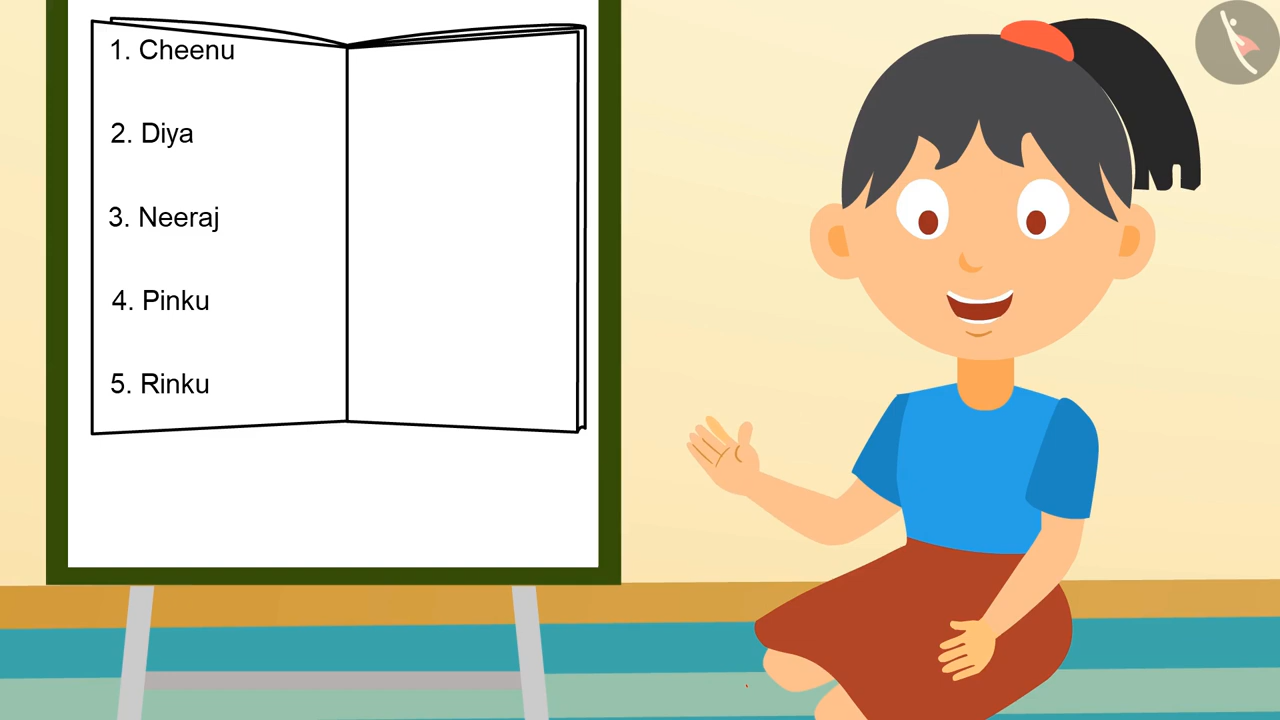 1. Cheenu
2. Diya
3. Neeraj
4. Pinku
5. Rinku